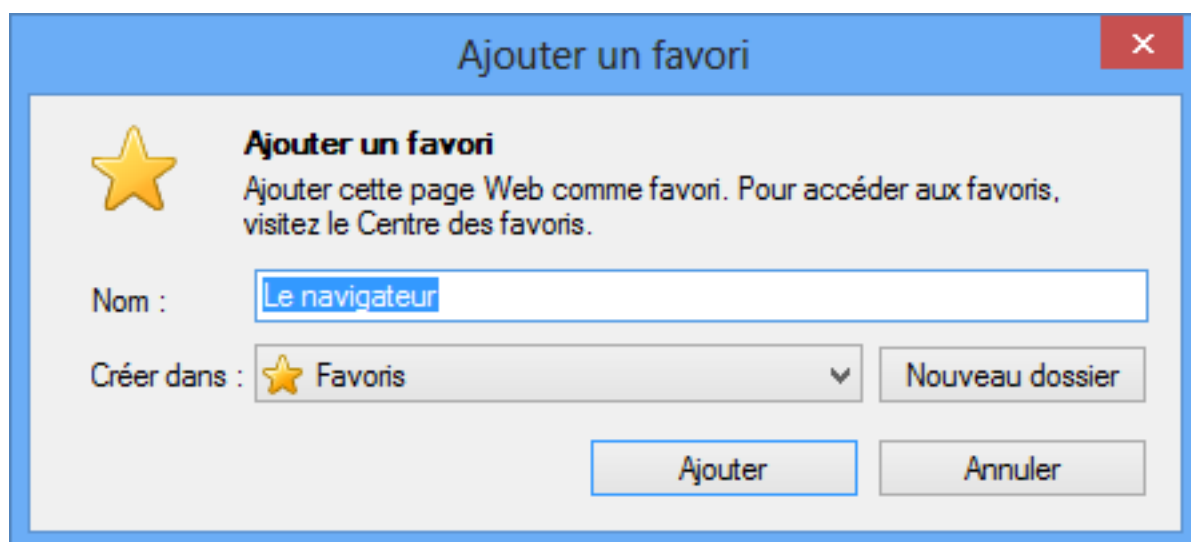 Ajouter un favori
Ajouter un favori
Ajouter cette page Web comme favori. Pour accéder aux favoris,
visitez le Centre des favoris.
Nom : Le navigateur
Créer dans : Favoris Nouveau dossier
Ajouter Annuler